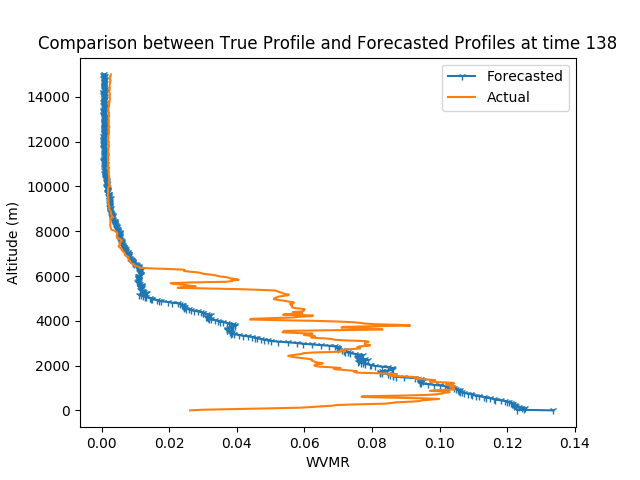 Comparison between True Profile and Forecasted Profiles at time 138
Forecasted
Actual
14000
12000
10000
8000
6000
4000
2000
0
Altitude (m)
0.00 0.02 0.04 0.06 0.08 0.10 0.12 0.14
WVMR